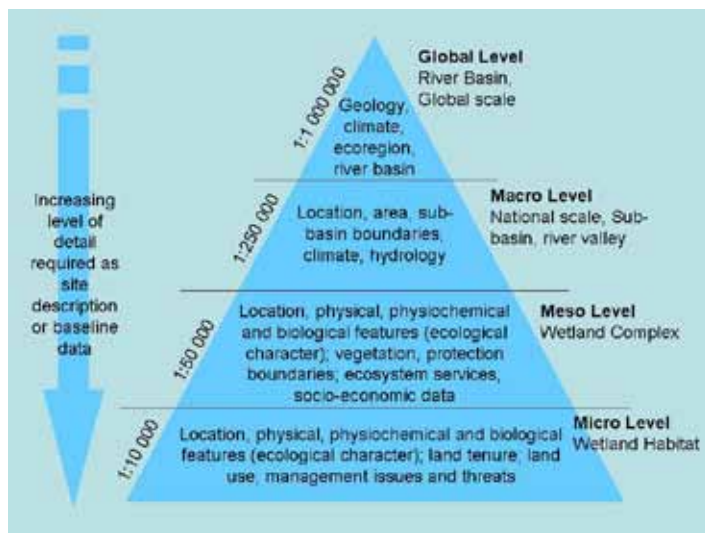 Increasing
level of
detail
required as
site
description
or baseline
data
1:1 000 000
Geology,
climate,
ecoregion,
river basin
Global Level
River Basin,
Global scale
1:250 000
Location, area, sub-
basin boundaries,
climate, hydrology
Macro Level
National scale, Sub-
basin, river valley
1:50 000
Location, physical, physiochemical
and biological features (ecological
character); vegetation, protection
boundaries; ecosystem services,
socio-economic data
Meso Level
Wetland Complex
1:10 000
Location, physical, physiochemical and biological
features (ecological character); land tenure, land
use, management issues and threats
Micro Level
Wetland Habitat